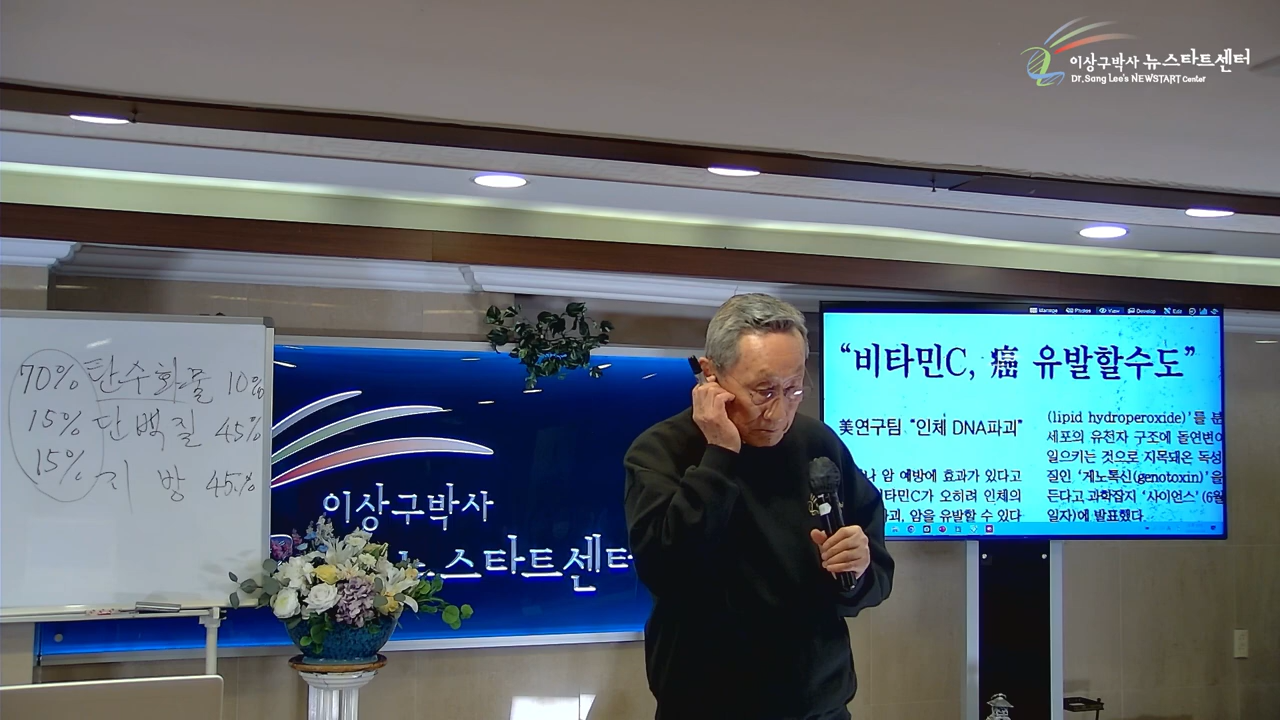 이상구박사 뉴스타트센터
Dr. Sang Lee's NEWSTART Center
70% 탄수화물 10%
15% 단백질 45%
15% 지방 45%
이상구박사
뉴스타트센터
Manage Photos View Develop Edit
“비타민C, 癌 유발할수도”
美연구팀 "인체 DNA파괴"
암 예방에 효과가 있다고
비타민C가 오히려 인체의
암을 유발할 수 있다
(lipid hydroperoxide)'를 분
세포의 유전자 구조에 돌연변이
일으키는 것으로 지목돼온 독성
질인 '게노톡신(genotoxin)'을
든다고 과학잡지 '사이언스' (6월
일자)에 발표했다.